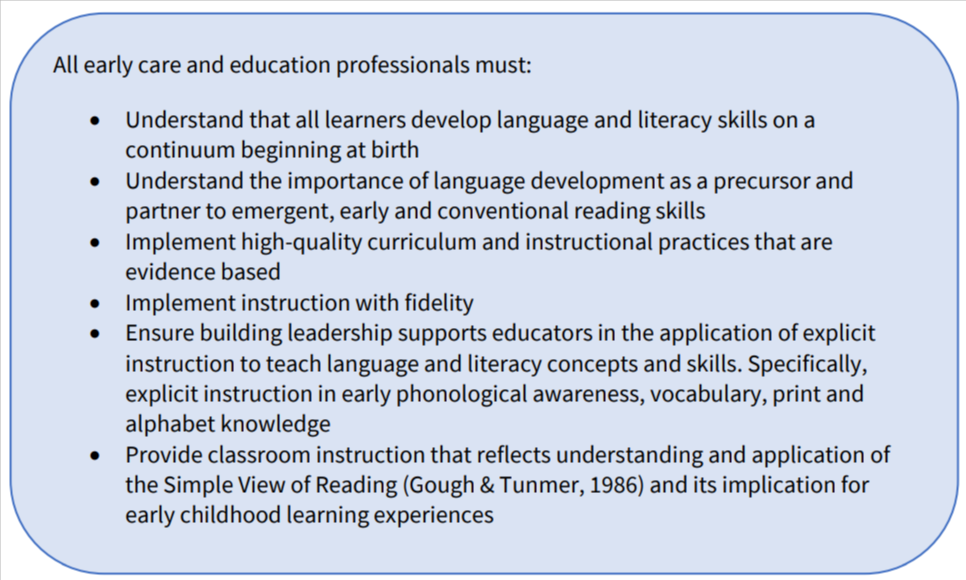 All early care and education professionals must:
• Understand that all learners develop language and literacy skills on a
continuum beginning at birth
• Understand the importance of language development as a precursor and
partner to emergent, early and conventional reading skills
• Implement high-quality curriculum and instructional practices that are
evidence based
• Implement instruction with fidelity
• Ensure building leadership supports educators in the application of explicit
instruction to teach language and literacy concepts and skills. Specifically,
explicit instruction in early phonological awareness, vocabulary, print and
alphabet knowledge
• Provide classroom instruction that reflects understanding and application of
the Simple View of Reading (Gough & Tunmer, 1986) and its implication for
early childhood learning experiences